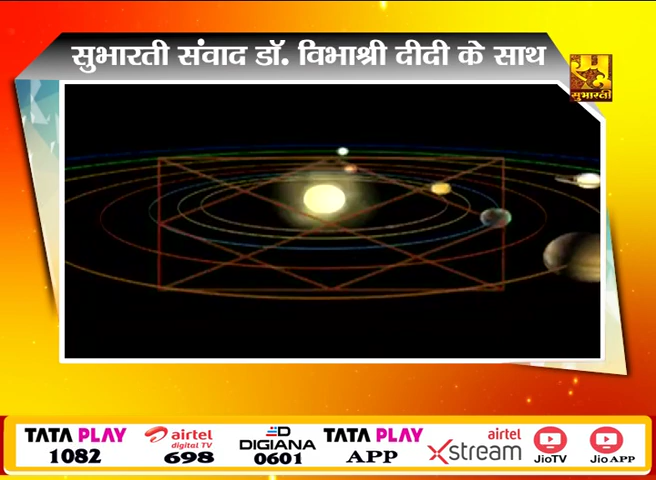 सुभारती संवाद डॉ. विभाश्री दीदी के साथ
सुभारती
TATA PLAY
1082
airtel
digital TV
698
DIGIANA
0601
TATA PLAY
APP
airtel
Xstream
JioTV
Jio APP